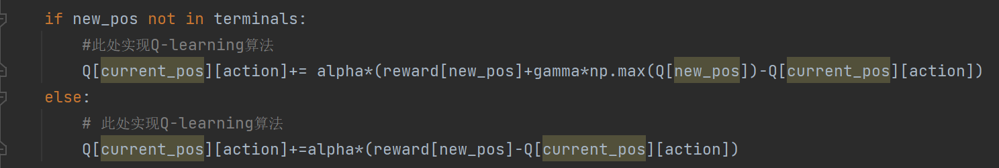 if new_pos not in terminals:
#此处实现Q-learning算法
Q[current_pos][action]+= alpha*(reward[new_pos]+gamma*np.max(Q[new_pos])-Q[current_pos][action])
else:
# 此处实现Q-learning算法
Q[current_pos][action]+=alpha*(reward[new_pos]-Q[current_pos][action])